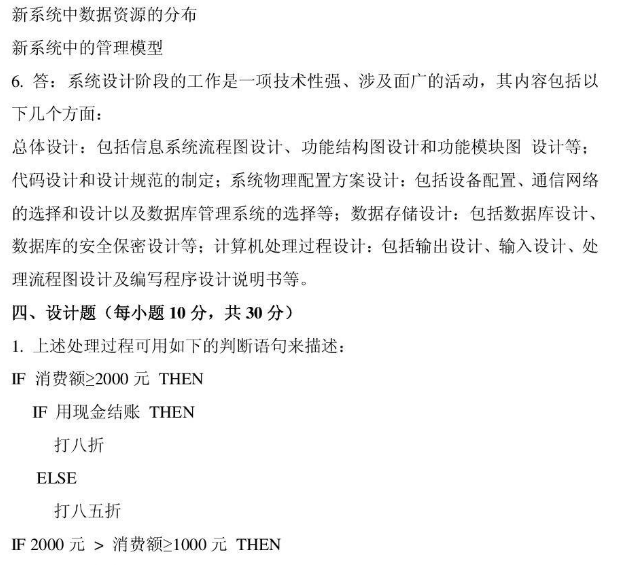 新系统中数据资源的分布
新系统中的管理模型
6. 答：系统设计阶段的工作是一项技术性强、涉及面广的活动，其内容包括以
下几个方面：
总体设计：包括信息系统流程图设计、功能结构图设计和功能模块图 设计等；
代码设计和设计规范的制定；系统物理配置方案设计：包括设备配置、通信网络
的选择和设计以及数据库管理系统的选择等；数据存储设计：包括数据库设计、
数据库的安全保密设计等；计算机处理过程设计：包括输出设计、输入设计、处
理流程图设计及编写程序设计说明书等。
四、设计题（每小题 10 分，共 30 分）
1. 上述处理过程可用如下的判断语句来描述：
IF 消费额≥2000 元 THEN
IF 用现金结账 THEN
打八折
ELSE
打八五折
IF 2000 元 > 消费额≥1000 元 THEN